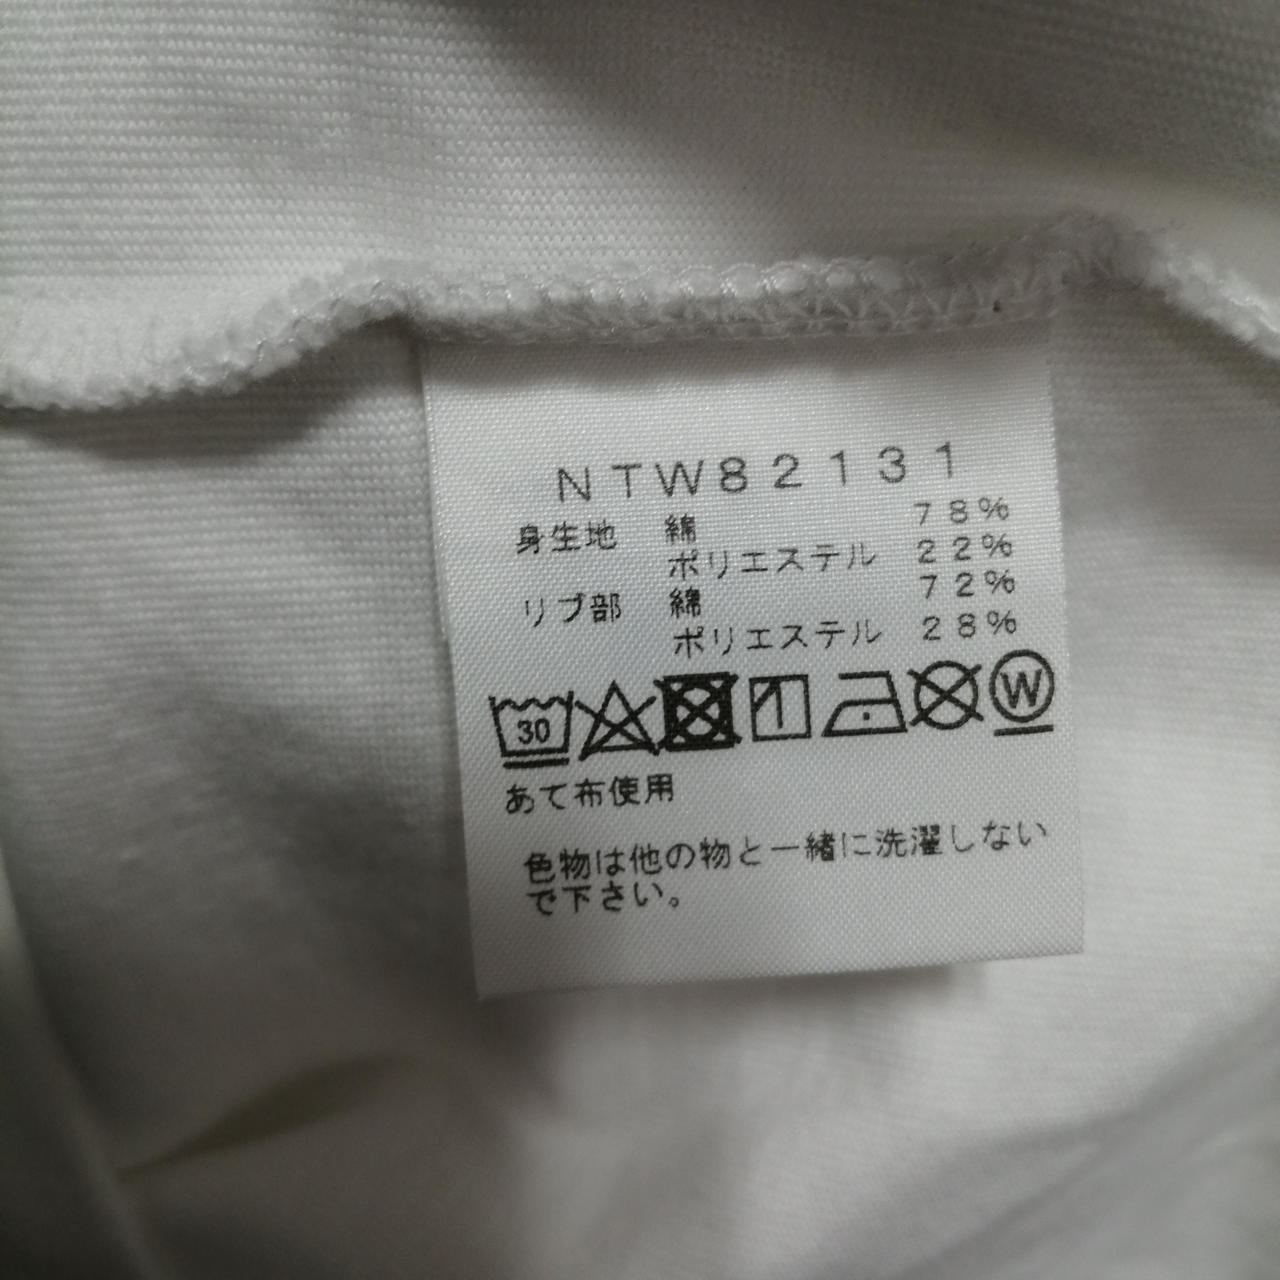 NTW82131
身生地 綿 78%
ポリエステル 22%
リブ部 綿 72%
ポリエステル 28%
30 W
あて布使用
色物は他の物と一緒に洗濯しない
で下さい。